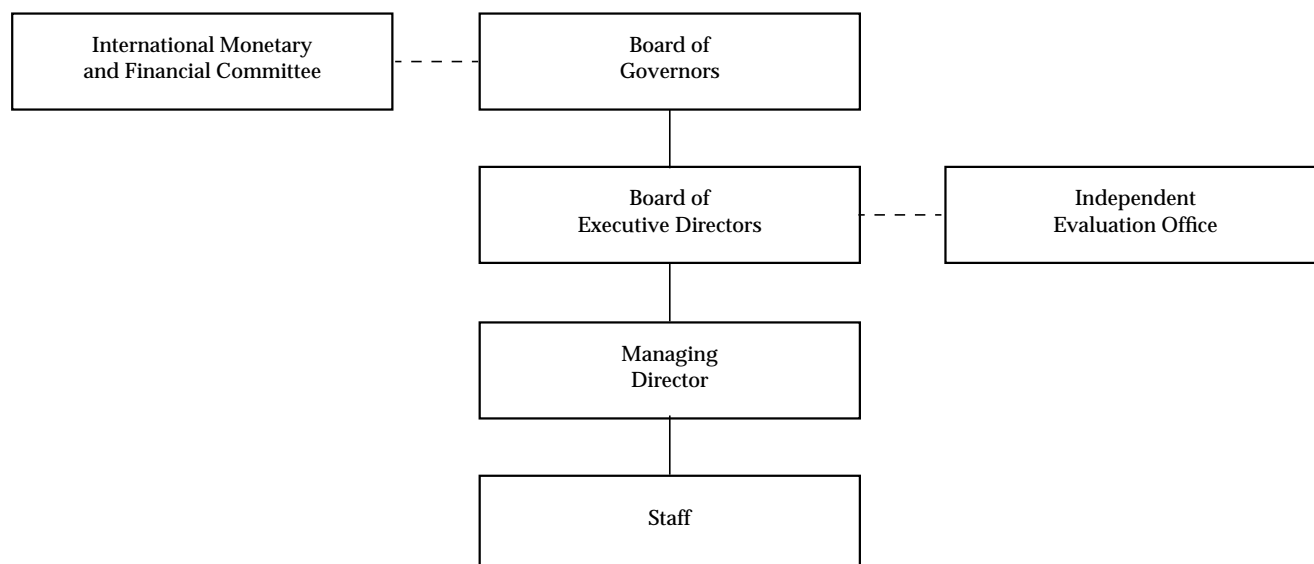 International Monetary
and Financial Committee
Board of
Governors
Board of
Executive Directors
Independent
Evaluation Office
Managing
Director
Staff